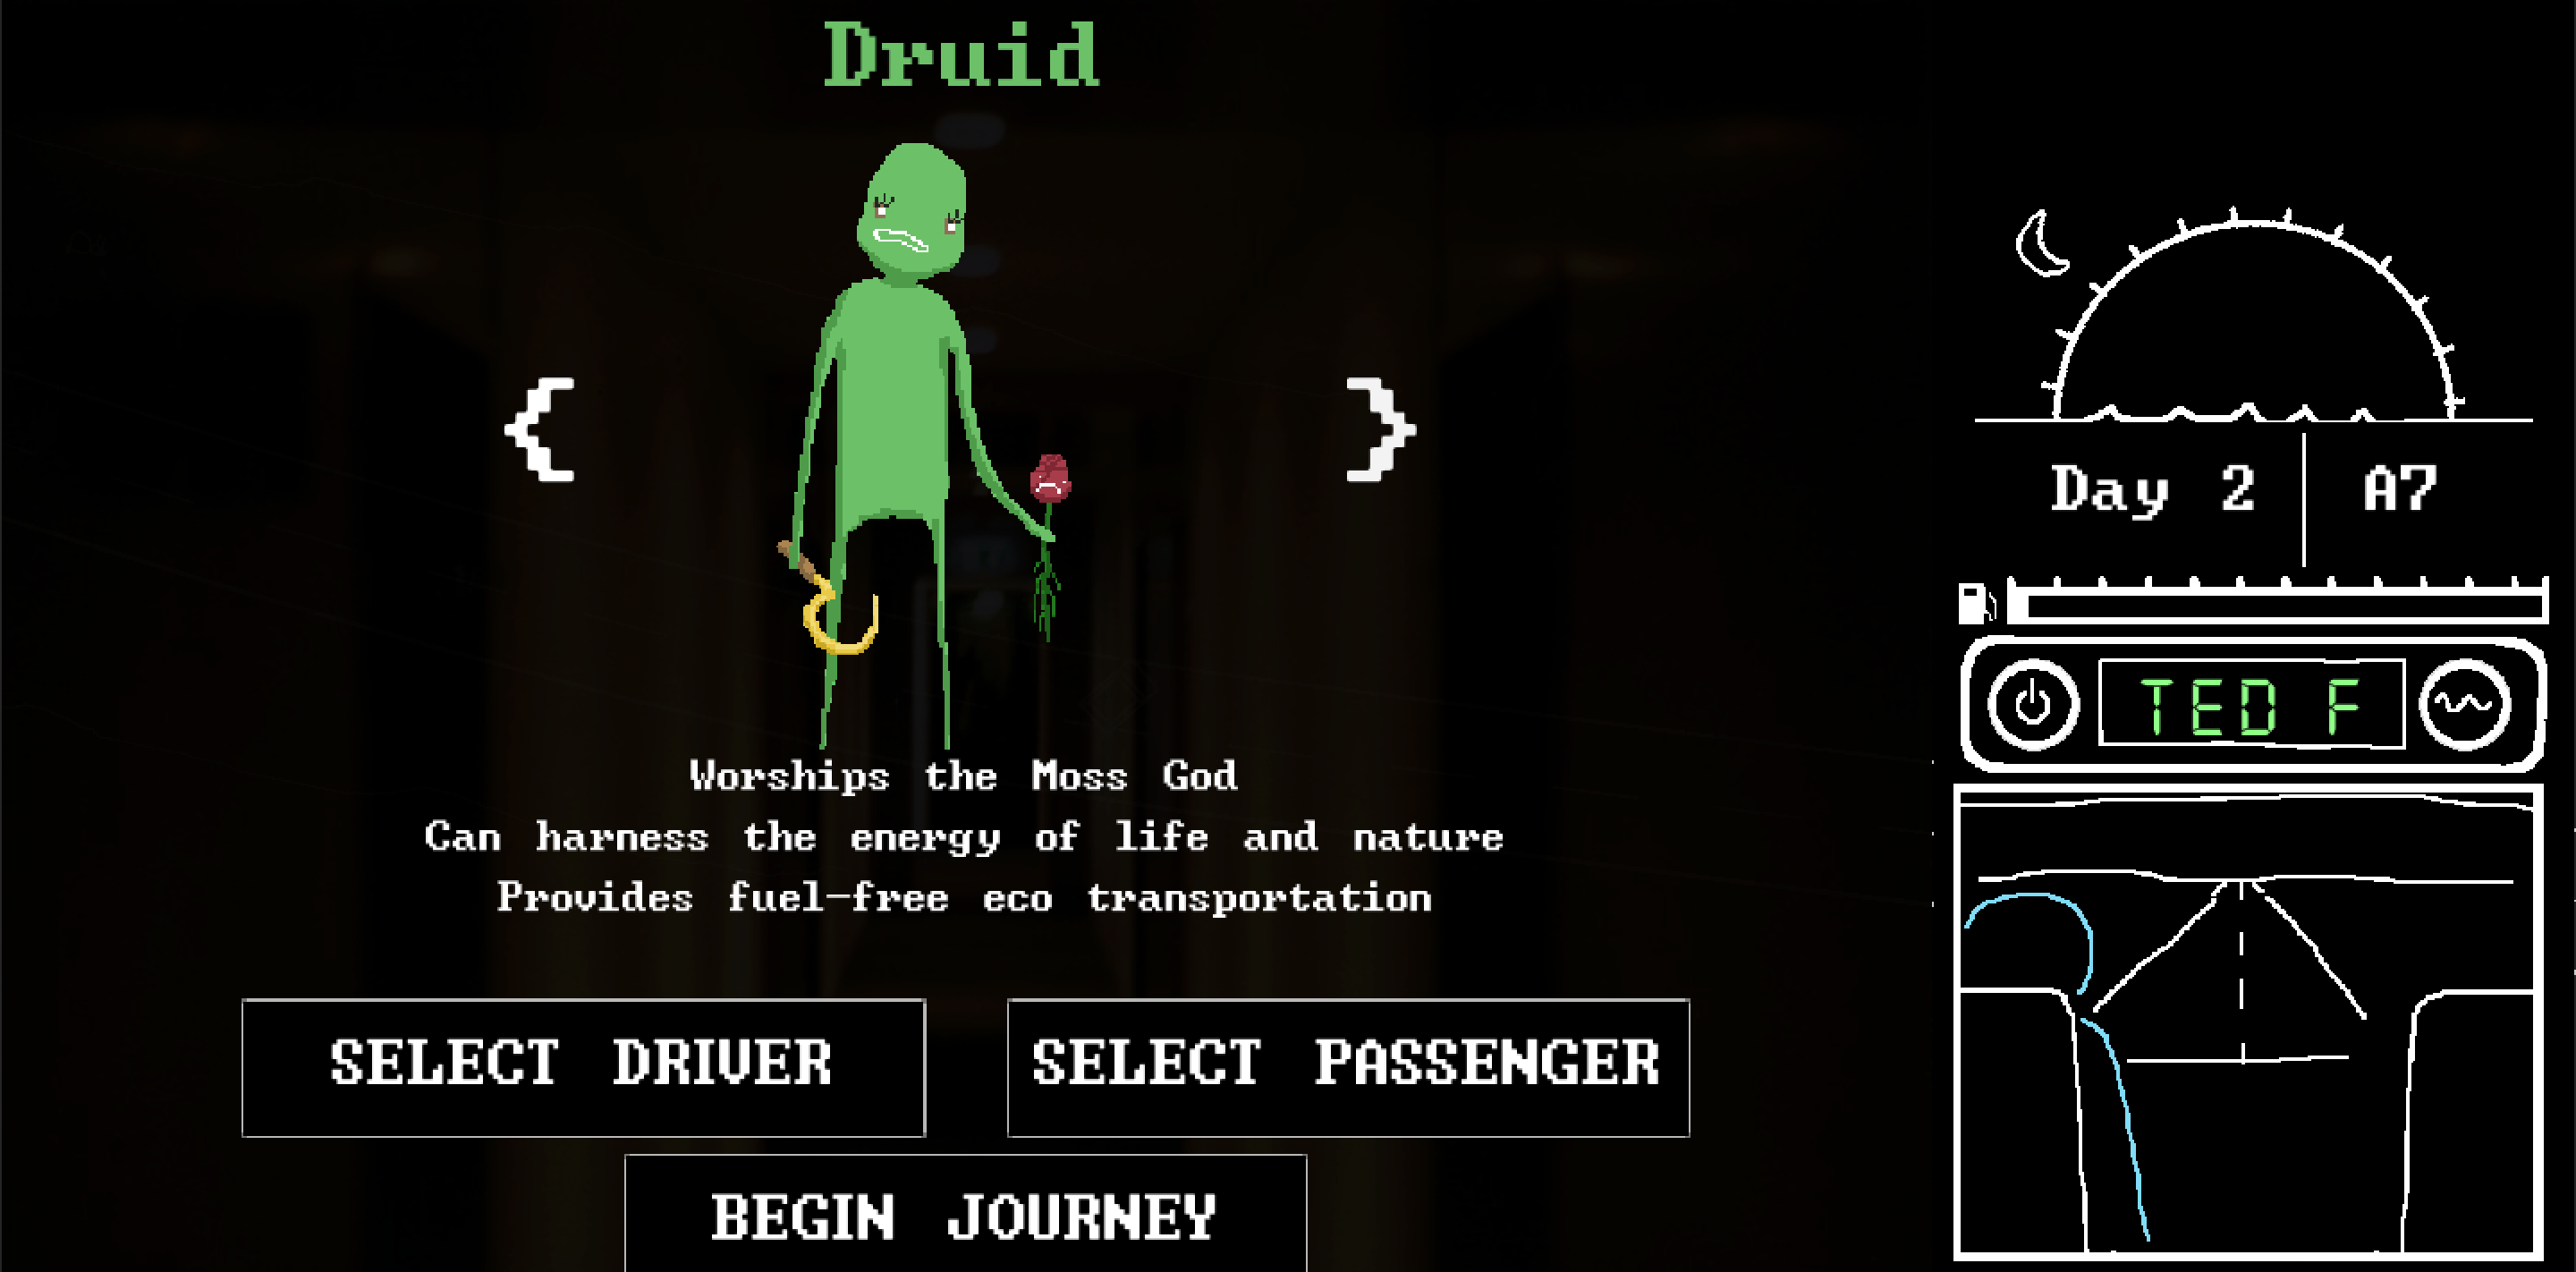 Druid
Worships the Moss God
Can harness the energy of life and nature
Provides fuel-free eco transportation
SELECT DRIVER
SELECT PASSENGER
BEGIN JOURNEY
Day 2
A7
TED F